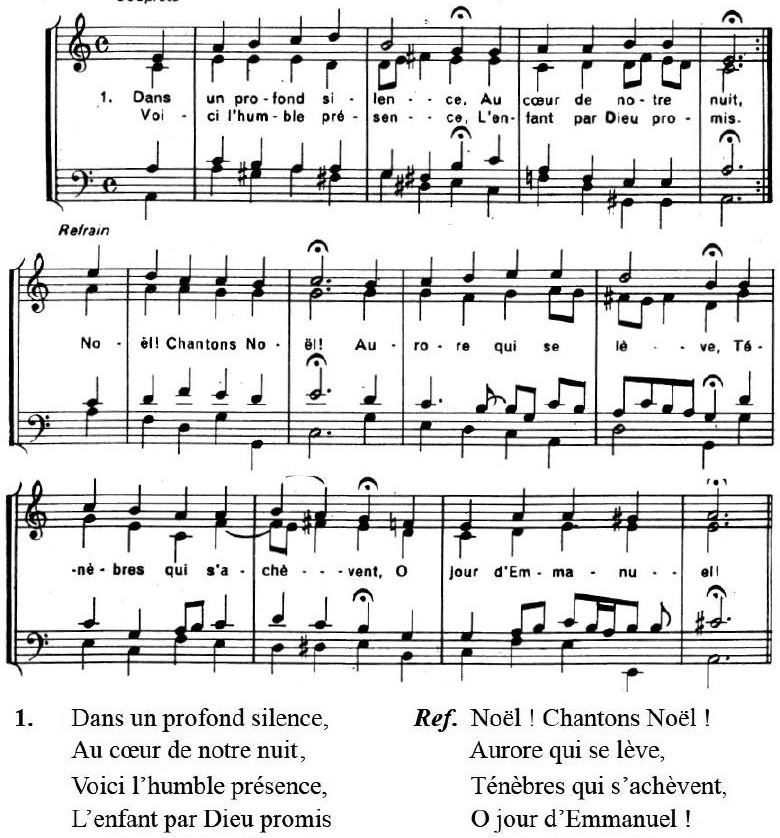 1. Dans un pro - fond si - len - - ce, Au cœur de no - tre nuit,
Voi - ci l'hum - ble pré - sen - - ce, L'en - fant par Dieu pro - mis.
Refrain
No - ël! Chantons No - ël! Au - ro - re qui se lè - - ve, Té -
-nè - bres qui s'a - chè - - - vent, O jour d'Em - ma - nu - - el!
1. Dans un profond silence,
Au cœur de notre nuit,
Voici l'humble présence,
L'enfant par Dieu promis
Ref. Noël ! Chantons Noël !
Aurore qui se lève,
Ténèbres qui s'achèvent,
O jour d'Emmanuel !